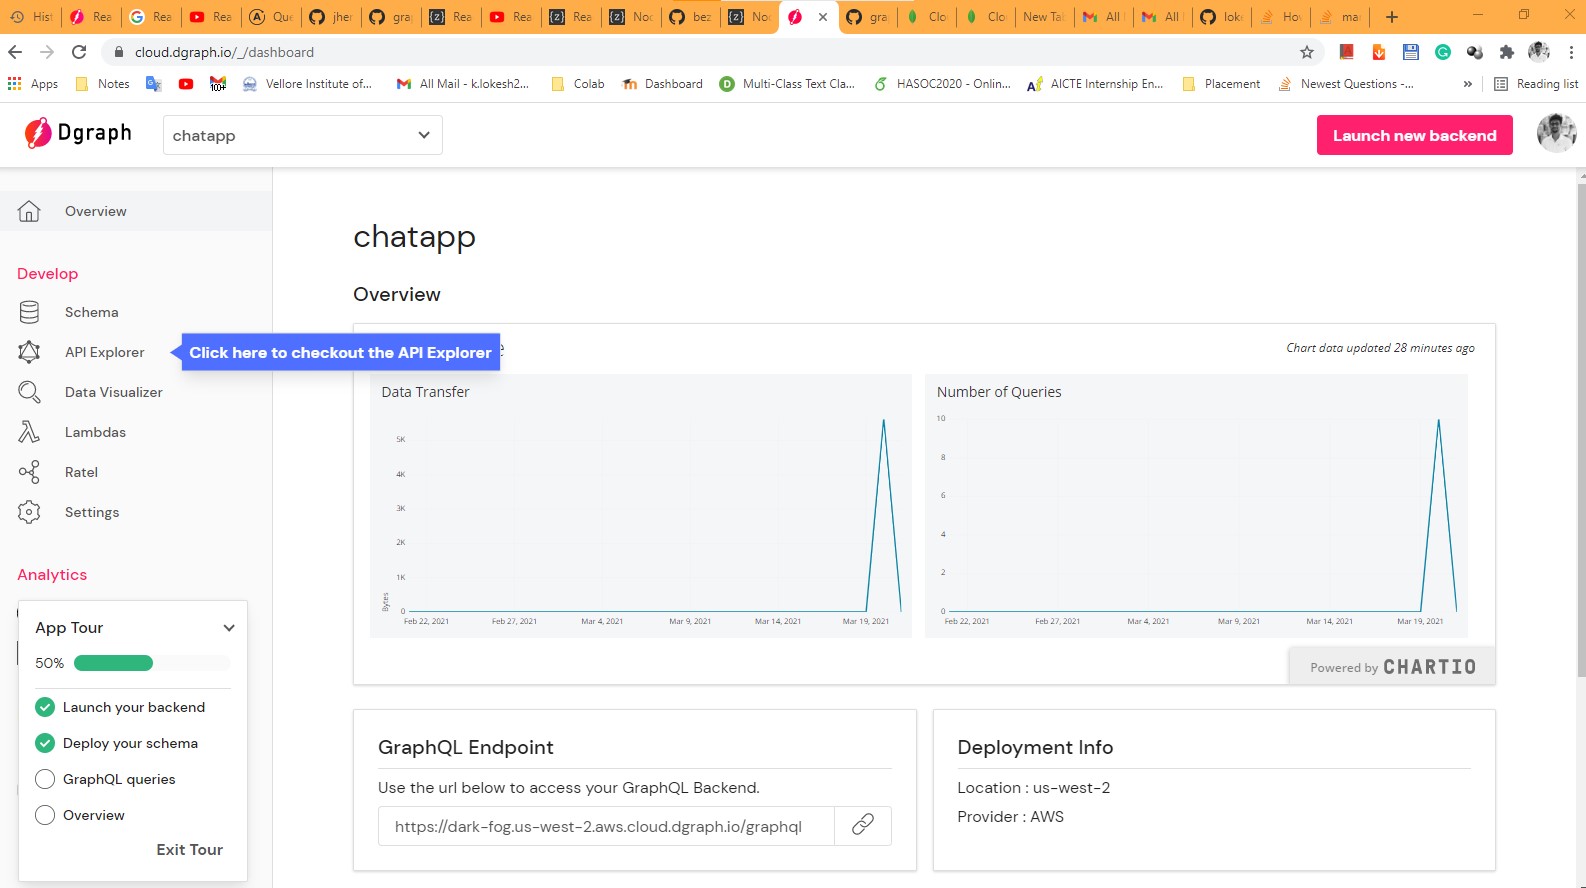 His
Rea
Rea
Rea
Que
jher
gra
Rea
Rea
Rea
Noc
bez
Noc
gra
Clo
Clo
New Ta
All
All
loke
Hov
ma
cloud.dgraph.io/_/dashboard
Apps
Notes
100+
Vellore Institute of...
All Mail - k.lokesh2...
Colab
Dashboard
Multi-Class Text Cla...
HASOC2020 - Onlin...
AICTE Internship En...
Placement
Newest Questions -...
»
Reading list
Dgraph
chatapp
Launch new backend
Overview
Develop
Schema
API Explorer
Click here to checkout the API Explorer
Data Visualizer
Lambdas
Ratel
Settings
Analytics
App Tour
50%
Launch your backend
Deploy your schema
GraphQL queries
Overview
Exit Tour
chatapp
Overview
Chart data updated 28 minutes ago
Data Transfer
5K
4K
3K
2K
1K
0
Bytes
Feb 22, 2021 Feb 27, 2021 Mar 4, 2021 Mar 9, 2021 Mar 14, 2021 Mar 19, 2021
Number of Queries
10
8
6
4
2
0
Feb 22, 2021 Feb 27, 2021 Mar 4, 2021 Mar 9, 2021 Mar 14, 2021 Mar 19, 2021
Powered by CHARTIO
GraphQL Endpoint
Use the url below to access your GraphQL Backend.
https://dark-fog.us-west-2.aws.cloud.dgraph.io/graphql
Deployment Info
Location : us-west-2
Provider : AWS